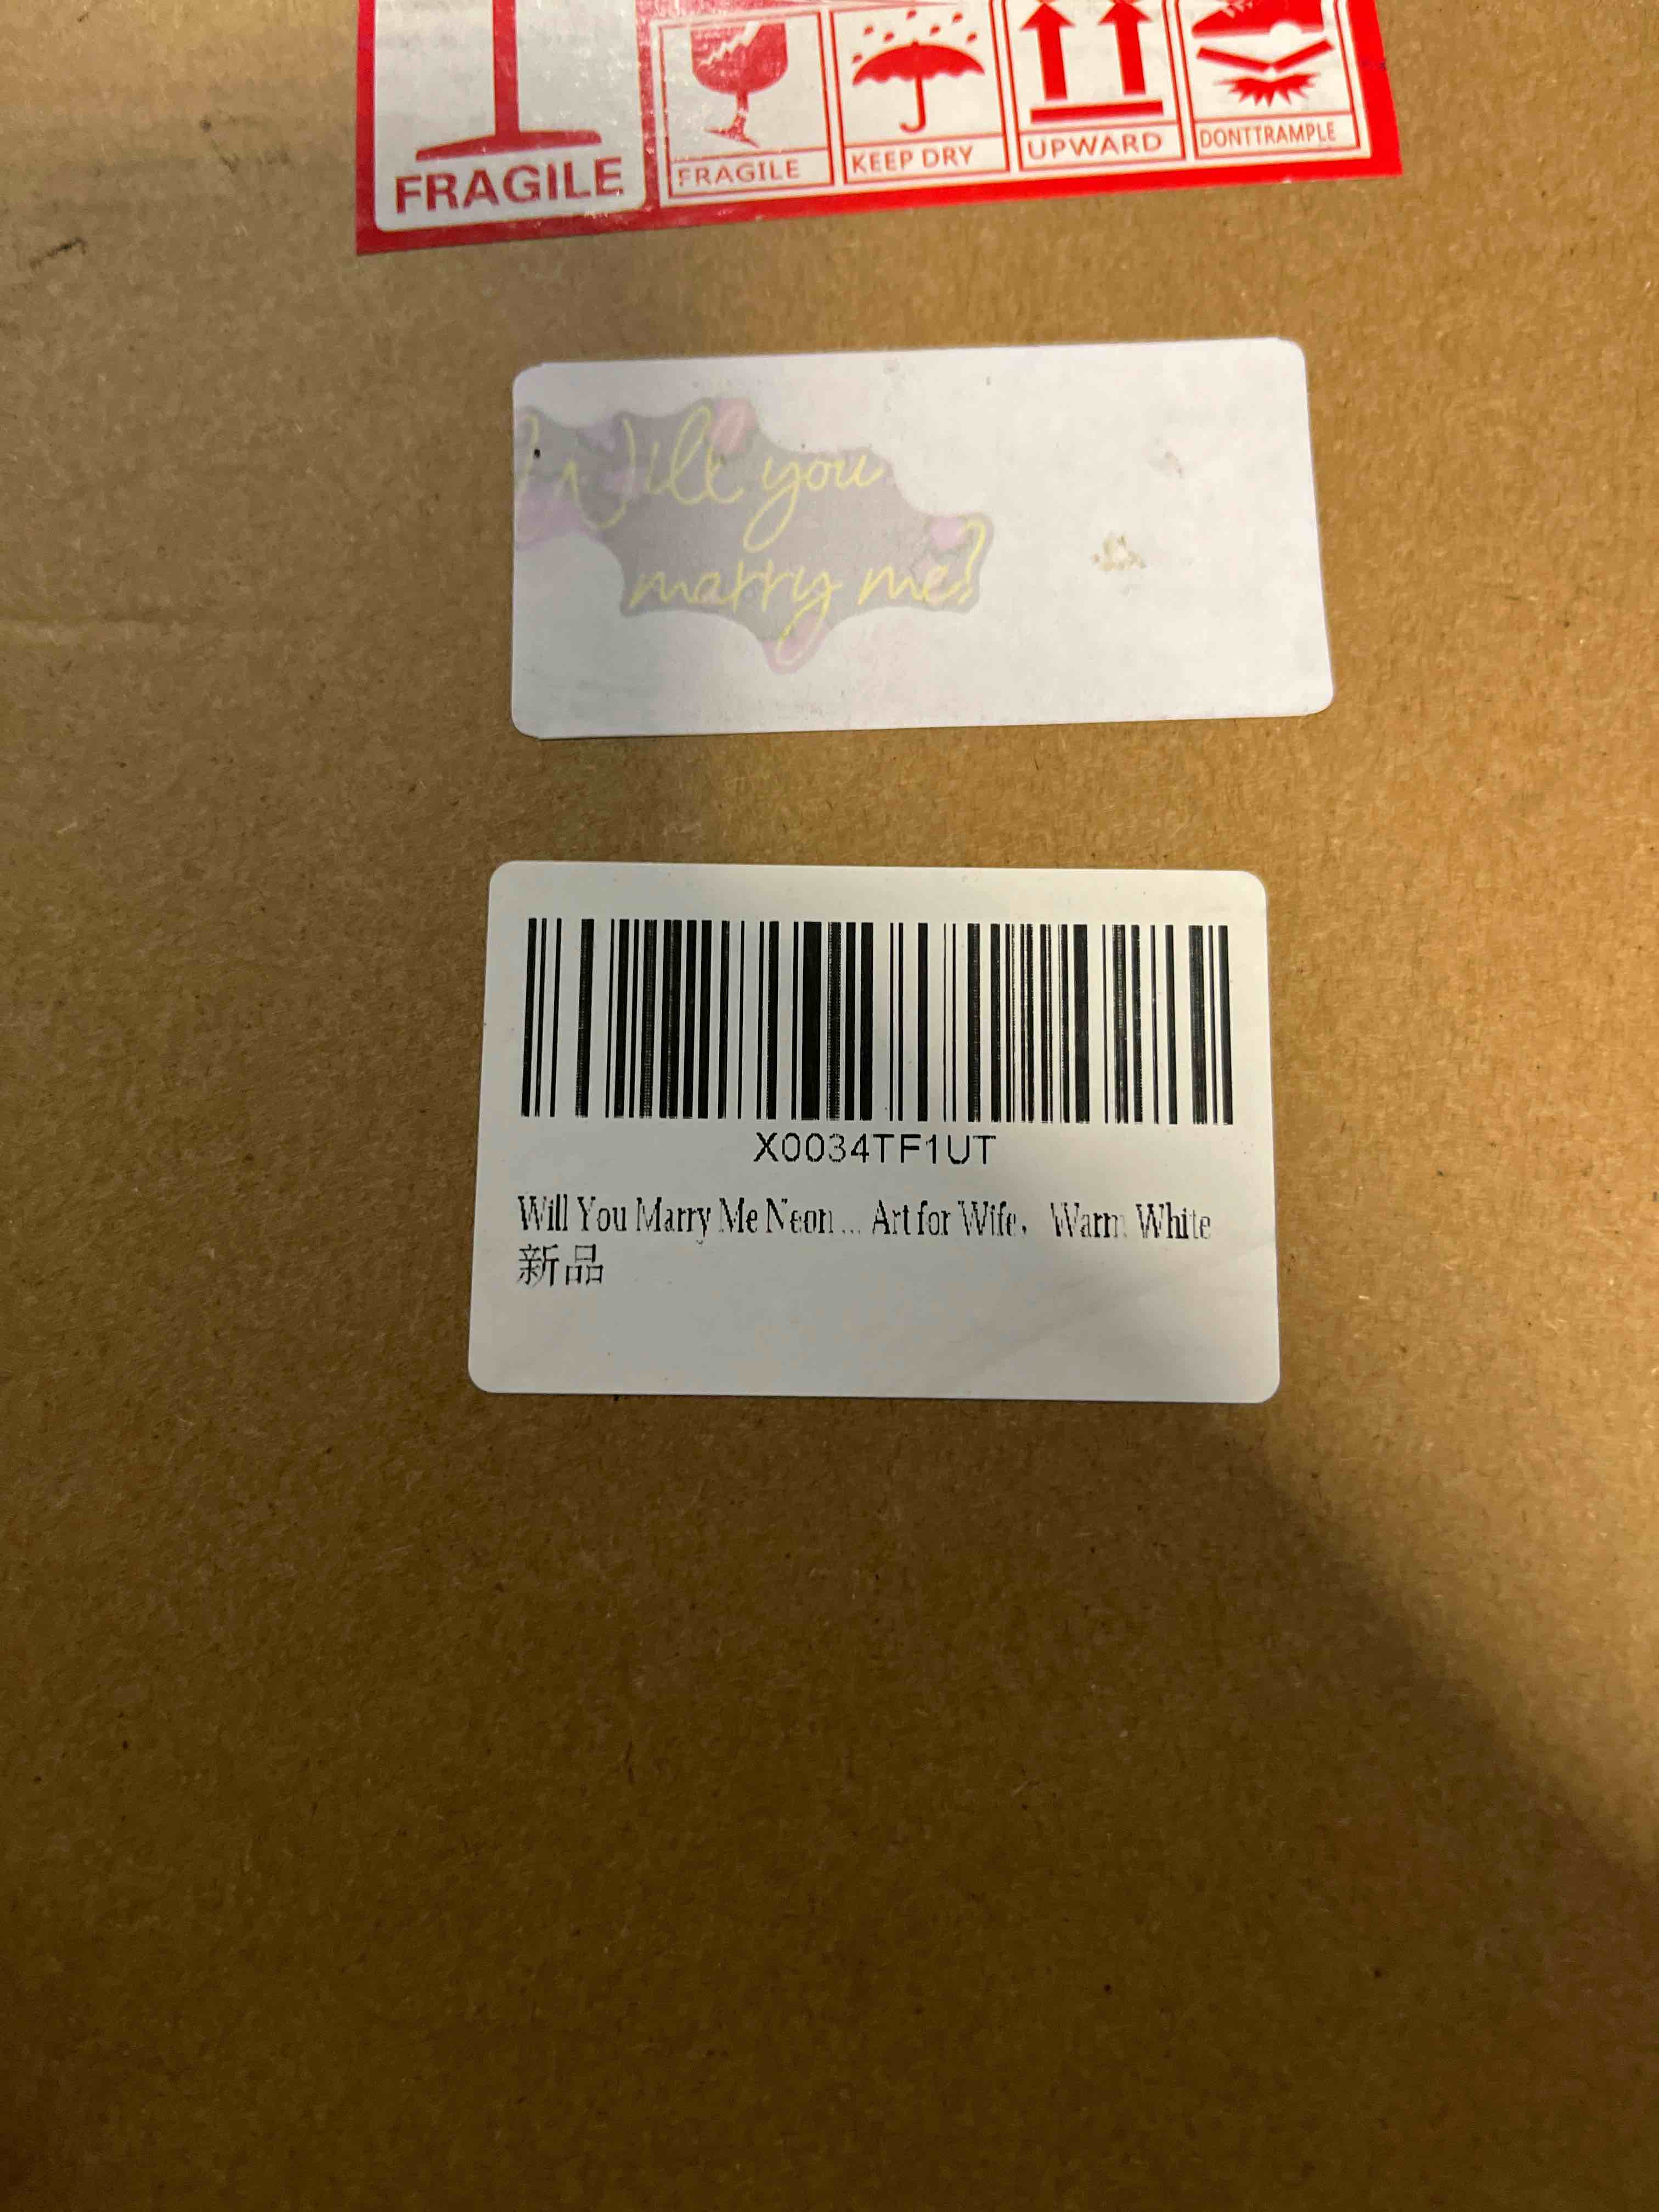 FRAGILE
FRAGILE
KEEP DRY
UPWARD
DONTTRAMPLE
Will you
marry me?
X0034TF1UT
Will You Marry Me Neon ... Art for Wife， Warm White
新品